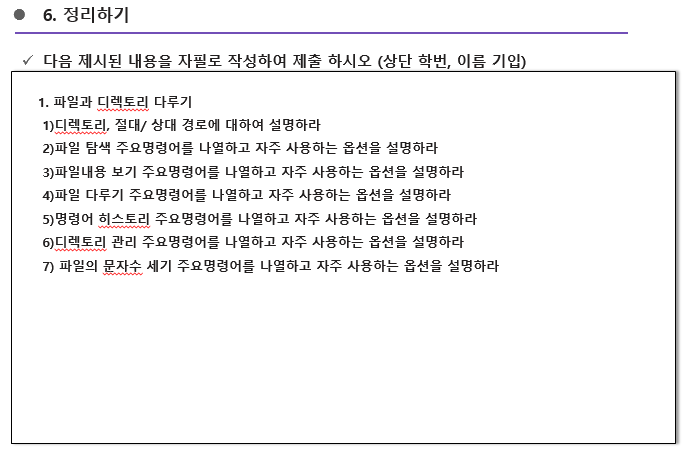 ● 6. 정리하기
✓ 다음 제시된 내용을 자필로 작성하여 제출 하시오 (상단 학번, 이름 기입)
1. 파일과 디렉토리 다루기
1)디렉토리, 절대/ 상대 경로에 대하여 설명하라
2)파일 탐색 주요명령어를 나열하고 자주 사용하는 옵션을 설명하라
3)파일내용 보기 주요명령어를 나열하고 자주 사용하는 옵션을 설명하라
4)파일 다루기 주요명령어를 나열하고 자주 사용하는 옵션을 설명하라
5)명령어 히스토리 주요명령어를 나열하고 자주 사용하는 옵션을 설명하라
6)디렉토리 관리 주요명령어를 나열하고 자주 사용하는 옵션을 설명하라
7) 파일의 문자수 세기 주요명령어를 나열하고 자주 사용하는 옵션을 설명하라